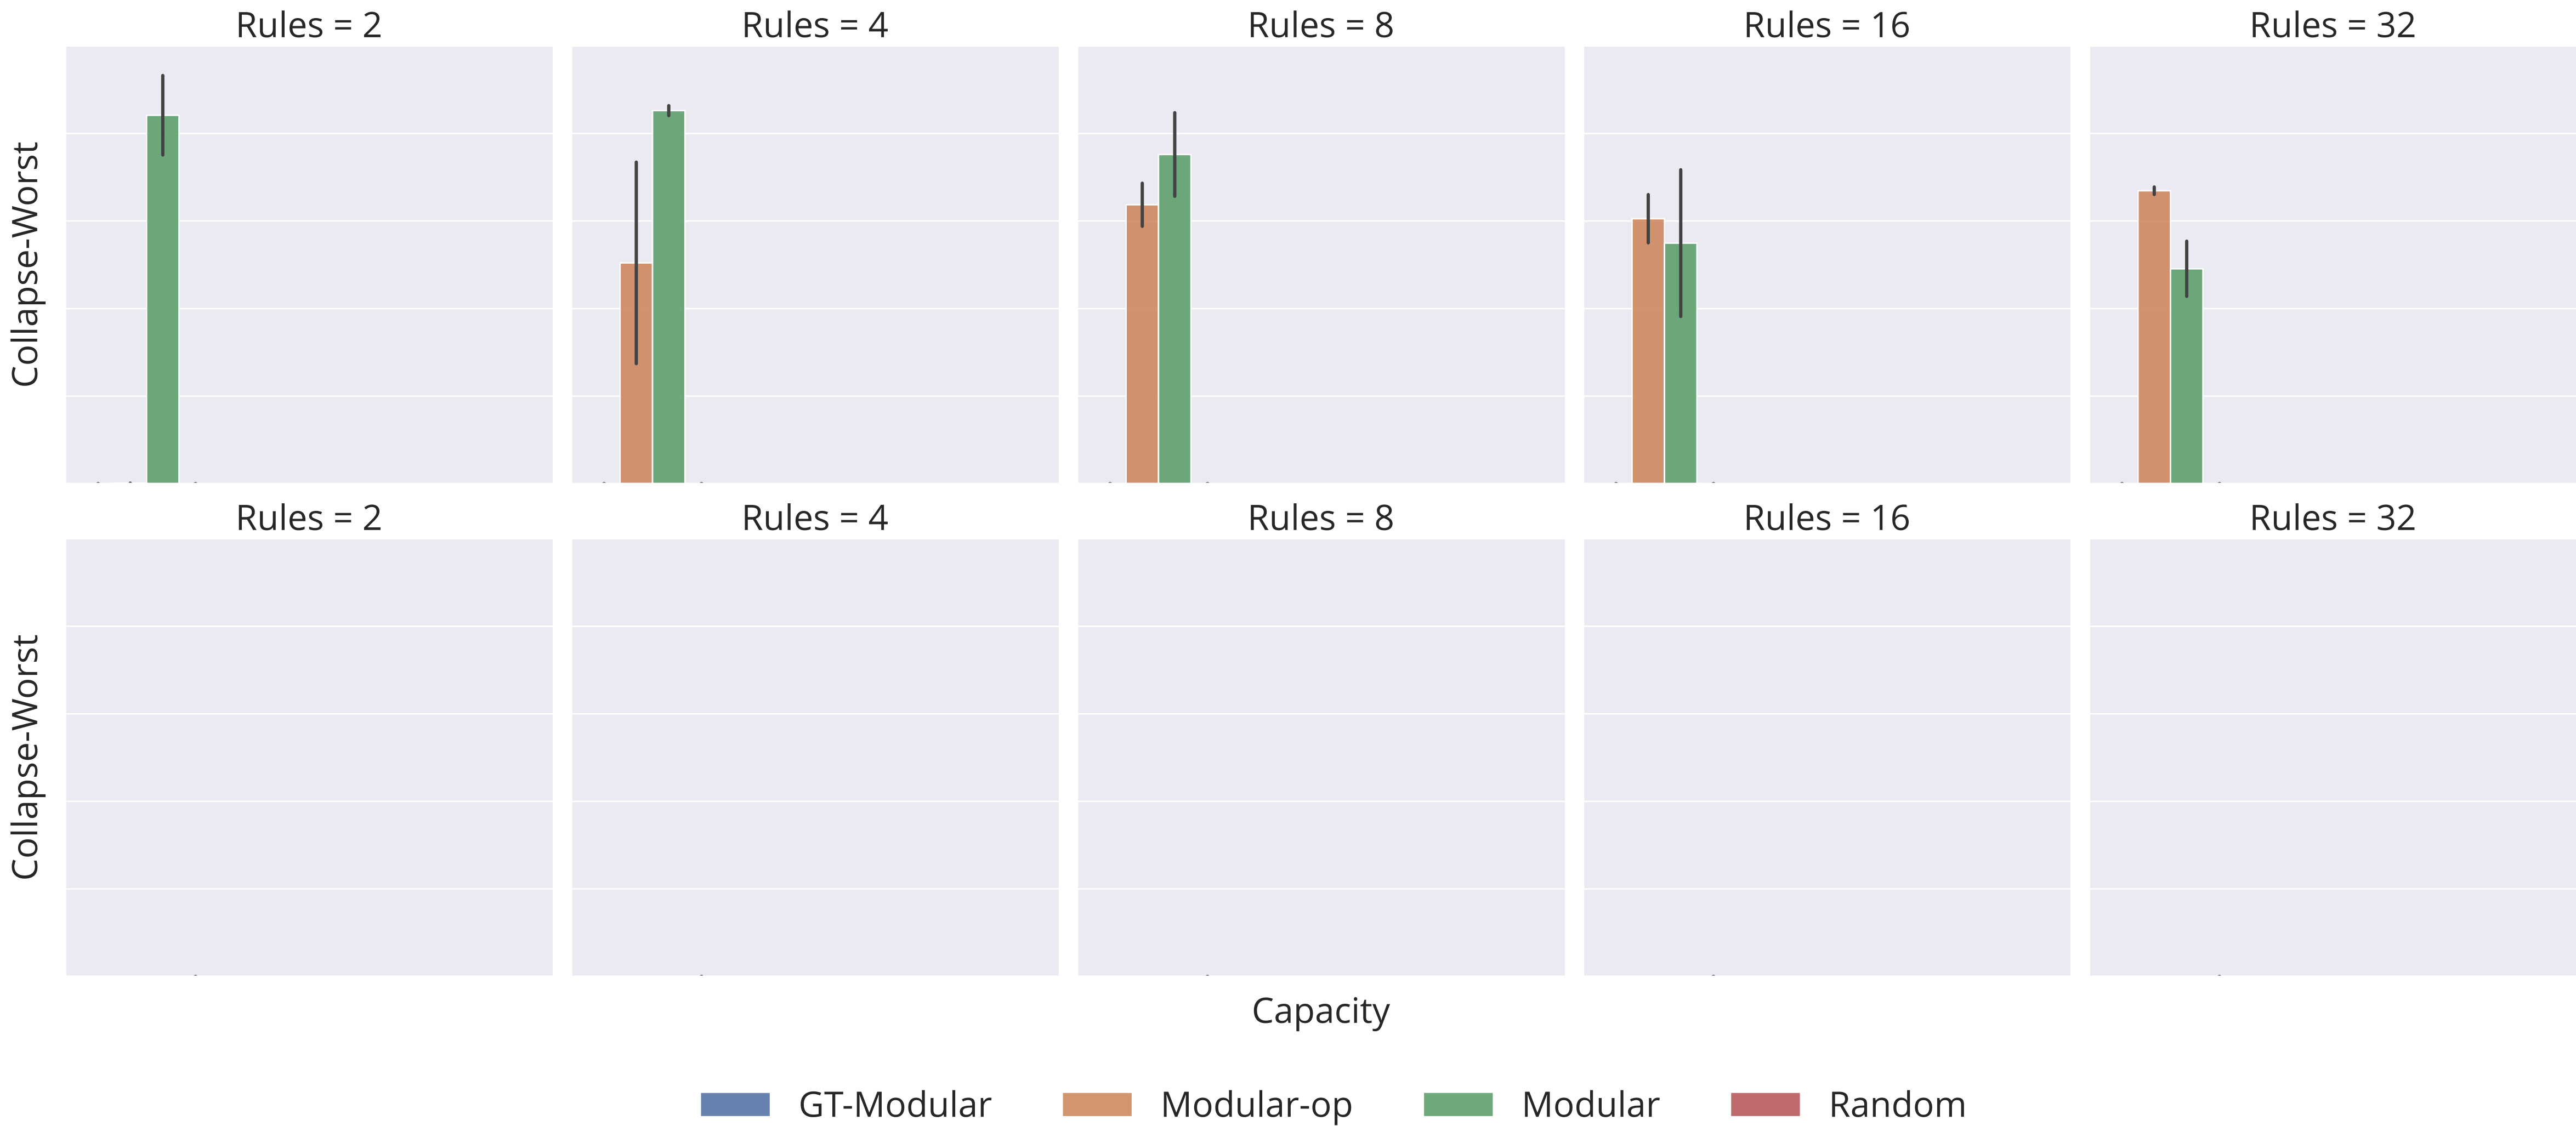 Rules = 2
Rules = 4
Rules = 8
Rules = 16
Rules = 32
Collapse-Worst
Rules = 2
Rules = 4
Rules = 8
Rules = 16
Rules = 32
Collapse-Worst
Capacity
GT-Modular
Modular-op
Modular
Random